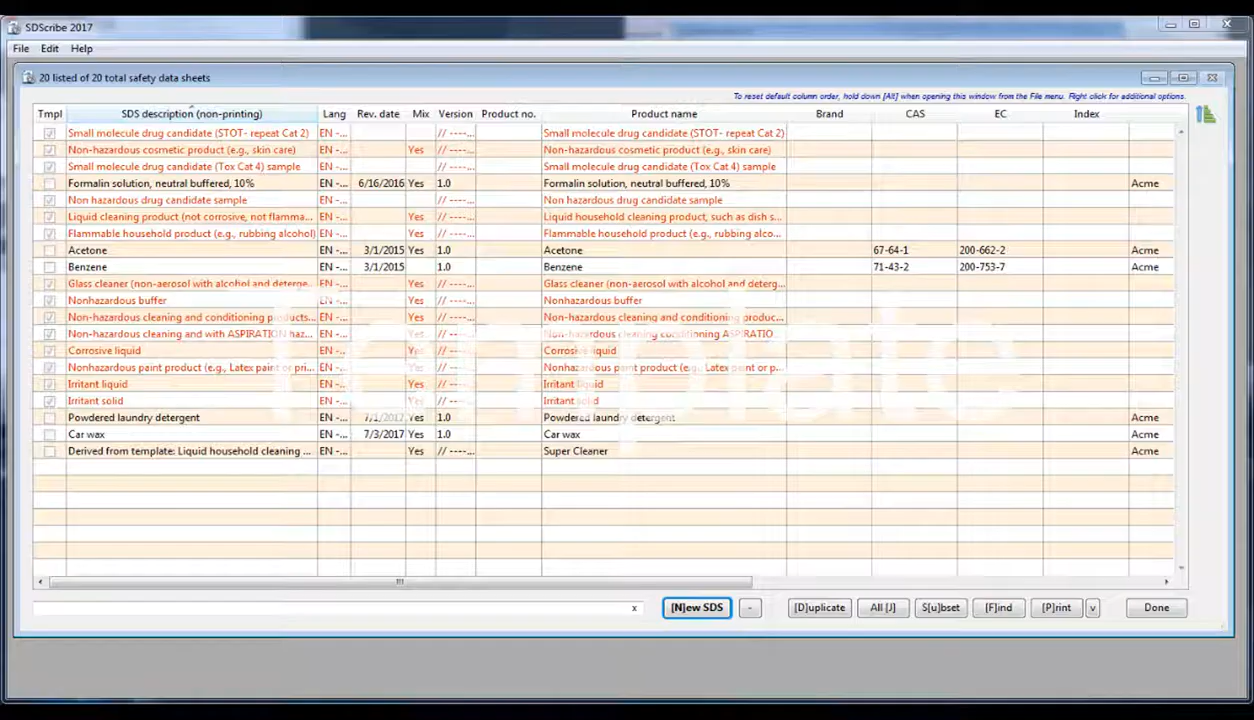 SDScribe 2017
File Edit Help
20 listed of 20 total safety data sheets
To reset default column order, hold down [Alt] when opening this window from the File menu. Right click for additional options.
Tmpl SDS description (non-printing) Lang Rev. date Mix Version Product no. Product name Brand CAS EC Index
Small molecule drug candidate (STOT- repeat Cat 2) EN -... // ----... Small molecule drug candidate (STOT- repeat Cat 2)
Non-hazardous cosmetic product (e.g., skin care) EN -... Yes // ----... Non-hazardous cosmetic product (e.g., skin care)
Small molecule drug candidate (Tox Cat 4) sample EN -... // ----... Small molecule drug candidate (Tox Cat 4) sample
Formalin solution, neutral buffered, 10% EN -... 6/16/2016 Yes 1.0 Formalin solution, neutral buffered, 10% Acme
Non hazardous drug candidate sample EN -... // ----... Non hazardous drug candidate sample
Liquid cleaning product (not corrosive, not flamma... EN -... Yes // ----... Liquid household cleaning product, such as dish s...
Flammable household product (e.g., rubbing alcohol) EN -... Yes // ----... Flammable household product (e.g., rubbing alco...
Acetone EN -... 3/1/2015 Yes 1.0 Acetone 67-64-1 200-662-2 Acme
Benzene EN -... 3/1/2015 1.0 Benzene 71-43-2 200-753-7 Acme
Glass cleaner (non-aerosol with alcohol and deterge... EN -... Yes // ----... Glass cleaner (non-aerosol with alcohol and deterg...
Nonhazardous buffer EN -... Yes // ----... Nonhazardous buffer
Non-hazardous cleaning and conditioning products... EN -... Yes // ----... Non-hazardous cleaning and conditioning produc...
Non-hazardous cleaning and with ASPIRATION haz... EN -... Yes // ----... Non-hazardous cleaning conditioning ASPIRATIO...
Corrosive liquid EN -... Yes // ----... Corrosive liquid
Nonhazardous paint product (e.g., Latex paint or pri... EN -... Yes // ----... Nonhazardous paint product (e.g., Latex paint or p...
Irritant liquid EN -... Yes // ----... Irritant liquid
Irritant solid EN -... Yes // ----... Irritant solid
Powdered laundry detergent EN -... 7/1/2017 Yes 1.0 Powdered laundry detergent Acme
Car wax EN -... 7/3/2017 Yes 1.0 Car wax Acme
Derived from template: Liquid household cleaning ... EN -... Yes // ----... Super Cleaner Acme
Template
x [N]ew SDS - [D]uplicate All [J] S[u]bset [F]ind [P]rint v Done